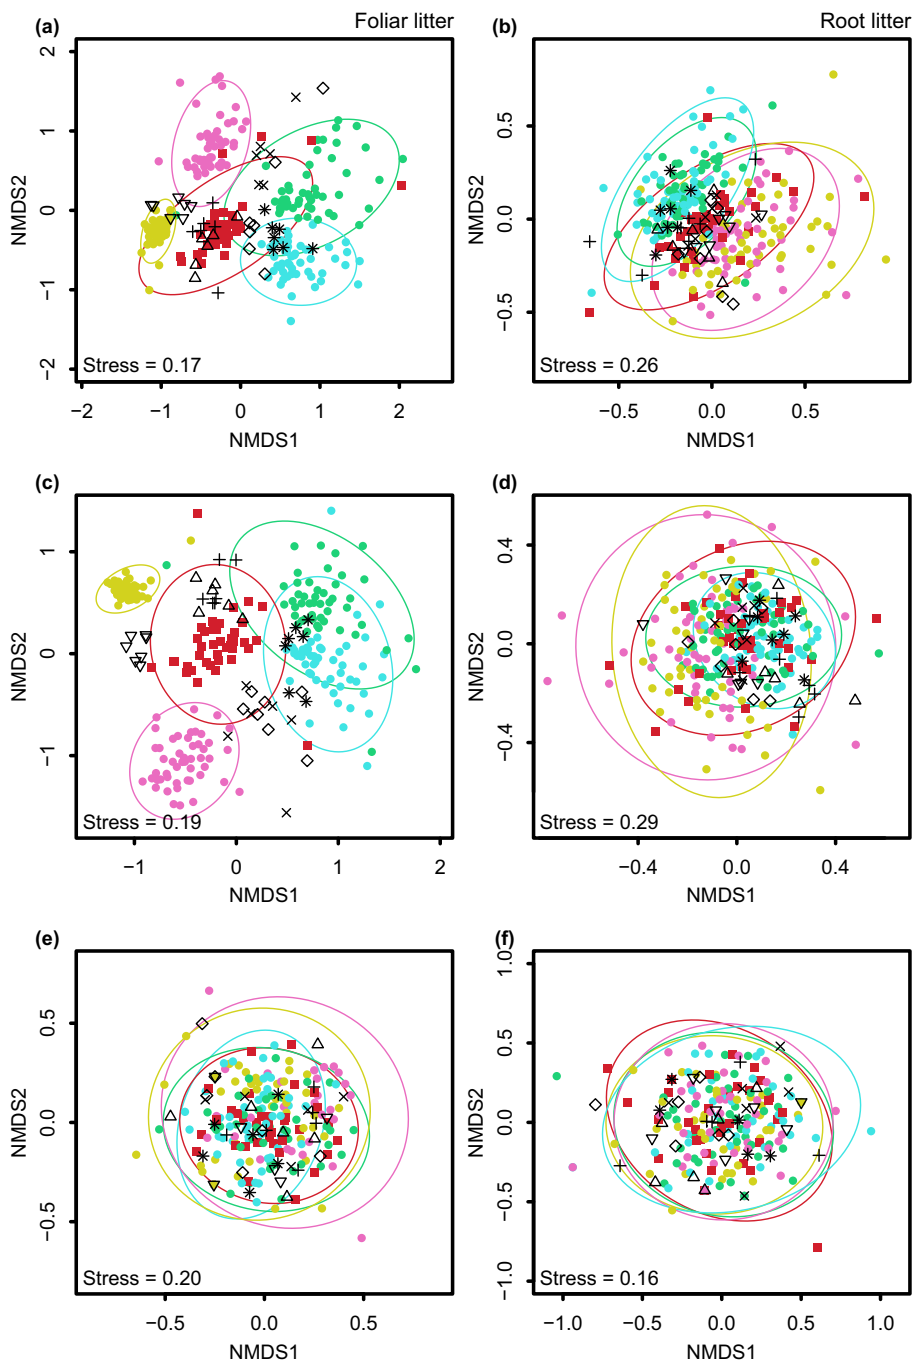 (a) Foliar litter
2
1
0
−1
−2
NMDS2
Stress = 0.17
−2 −1 0 1 2
NMDS1
(b) Root litter
0.5
0.0
−0.5
NMDS2
Stress = 0.26
−0.5 0.0 0.5
NMDS1
(c)
1
0
−1
NMDS2
Stress = 0.19
−1 0 1 2
NMDS1
(d)
0.4
0.0
−0.4
NMDS2
Stress = 0.29
−0.4 0.0 0.4
NMDS1
(e)
0.5
0.0
−0.5
NMDS2
Stress = 0.20
−0.5 0.0 0.5
NMDS1
(f)
1.0
0.5
0.0
−0.5
−1.0
NMDS2
Stress = 0.16
−1.0 −0.5 0.0 0.5 1.0
NMDS1